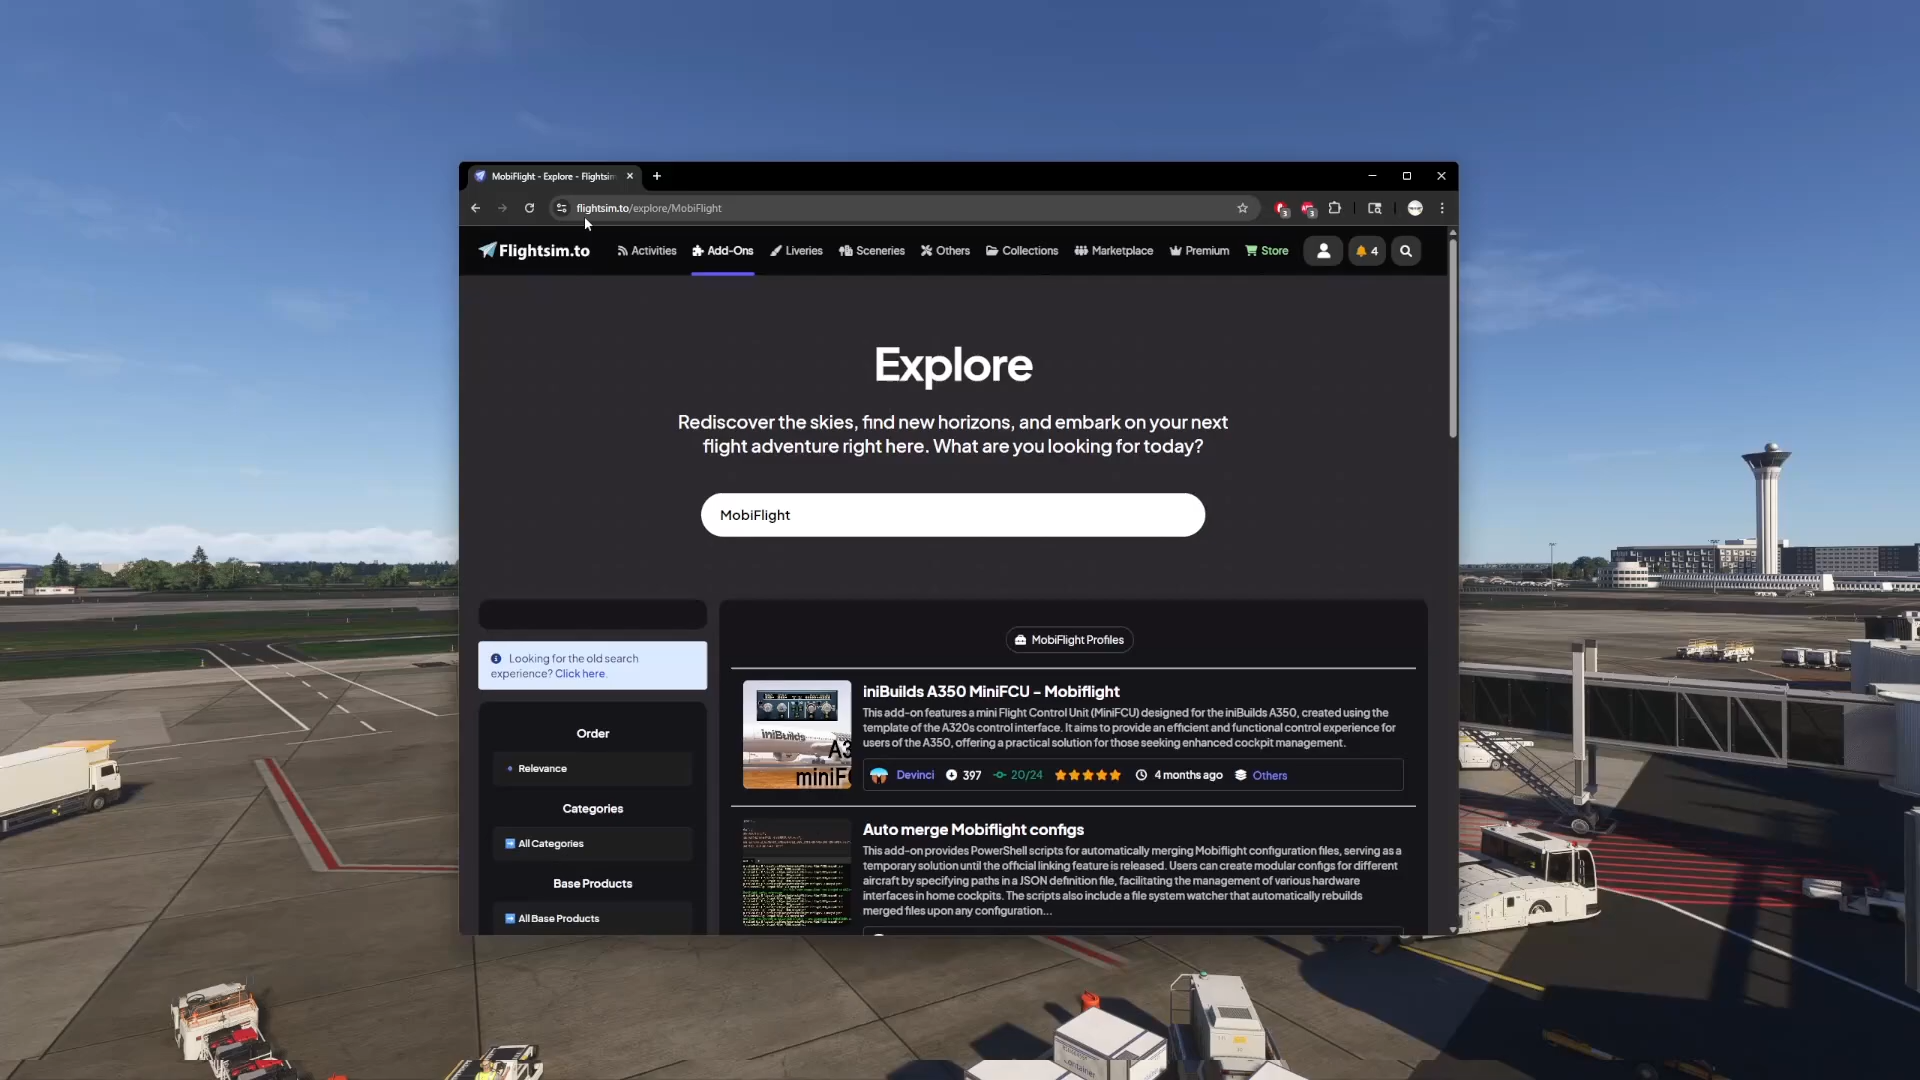 MobiFlight - Explore - Flightsim
flightsim.to/explore/MobiFlight
3
3
Flightsim.to
Activities
Add-Ons
Liveries
Sceneries
Others
Collections
Marketplace
Premium
Store
4
Explore
Rediscover the skies, find new horizons, and embark on your next
flight adventure right here. What are you looking for today?
MobiFlight
Looking for the old search
experience? Click here.
Order
Relevance
Categories
All Categories
Base Products
All Base Products
MobiFlight Profiles
iniBuilds
miniF
iniBuilds A350 MiniFCU - Mobiflight
This add-on features a mini Flight Control Unit (MiniFCU) designed for the iniBuilds A350, created using the
template of the A320s control interface. It aims to provide an efficient and functional control experience for
users of the A350, offering a practical solution for those seeking enhanced cockpit management.
Devinci 397 20/24 4 months ago Others
Auto merge Mobiflight configs
This add-on provides PowerShell scripts for automatically merging Mobiflight configuration files, serving as a
temporary solution until the official linking feature is released. Users can create modular configs for different
aircraft by specifying paths in a JSON definition file, facilitating the management of various hardware
interfaces in home cockpits. The scripts also include a file system watcher that automatically rebuilds
merged files upon any configuration...